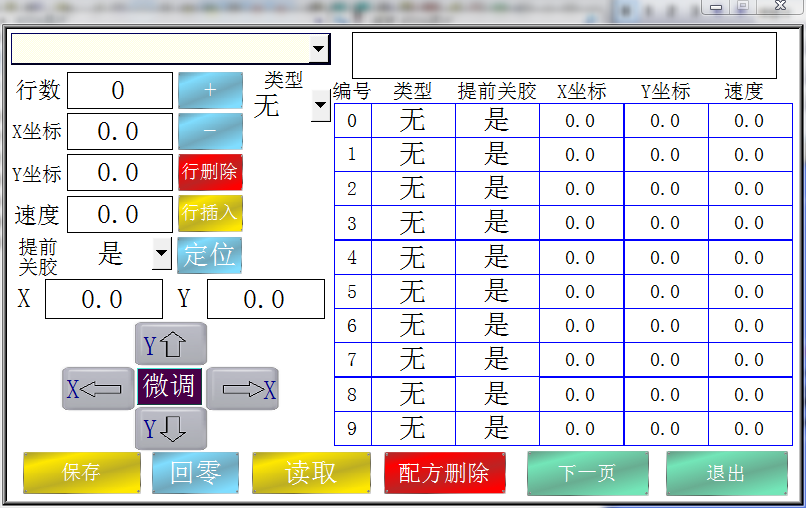 行数 0 + 类型
无
X坐标 0.0 −
Y坐标 0.0 行删除
速度 0.0 行插入
提前
关胶 是 定位
X 0.0 Y 0.0
Y
X 微调 X
Y
编号 类型 提前关胶 X坐标 Y坐标 速度
0 无 是 0.0 0.0 0.0
1 无 是 0.0 0.0 0.0
2 无 是 0.0 0.0 0.0
3 无 是 0.0 0.0 0.0
4 无 是 0.0 0.0 0.0
5 无 是 0.0 0.0 0.0
6 无 是 0.0 0.0 0.0
7 无 是 0.0 0.0 0.0
8 无 是 0.0 0.0 0.0
9 无 是 0.0 0.0 0.0
保存 回零 读取 配方删除 下一页 退出